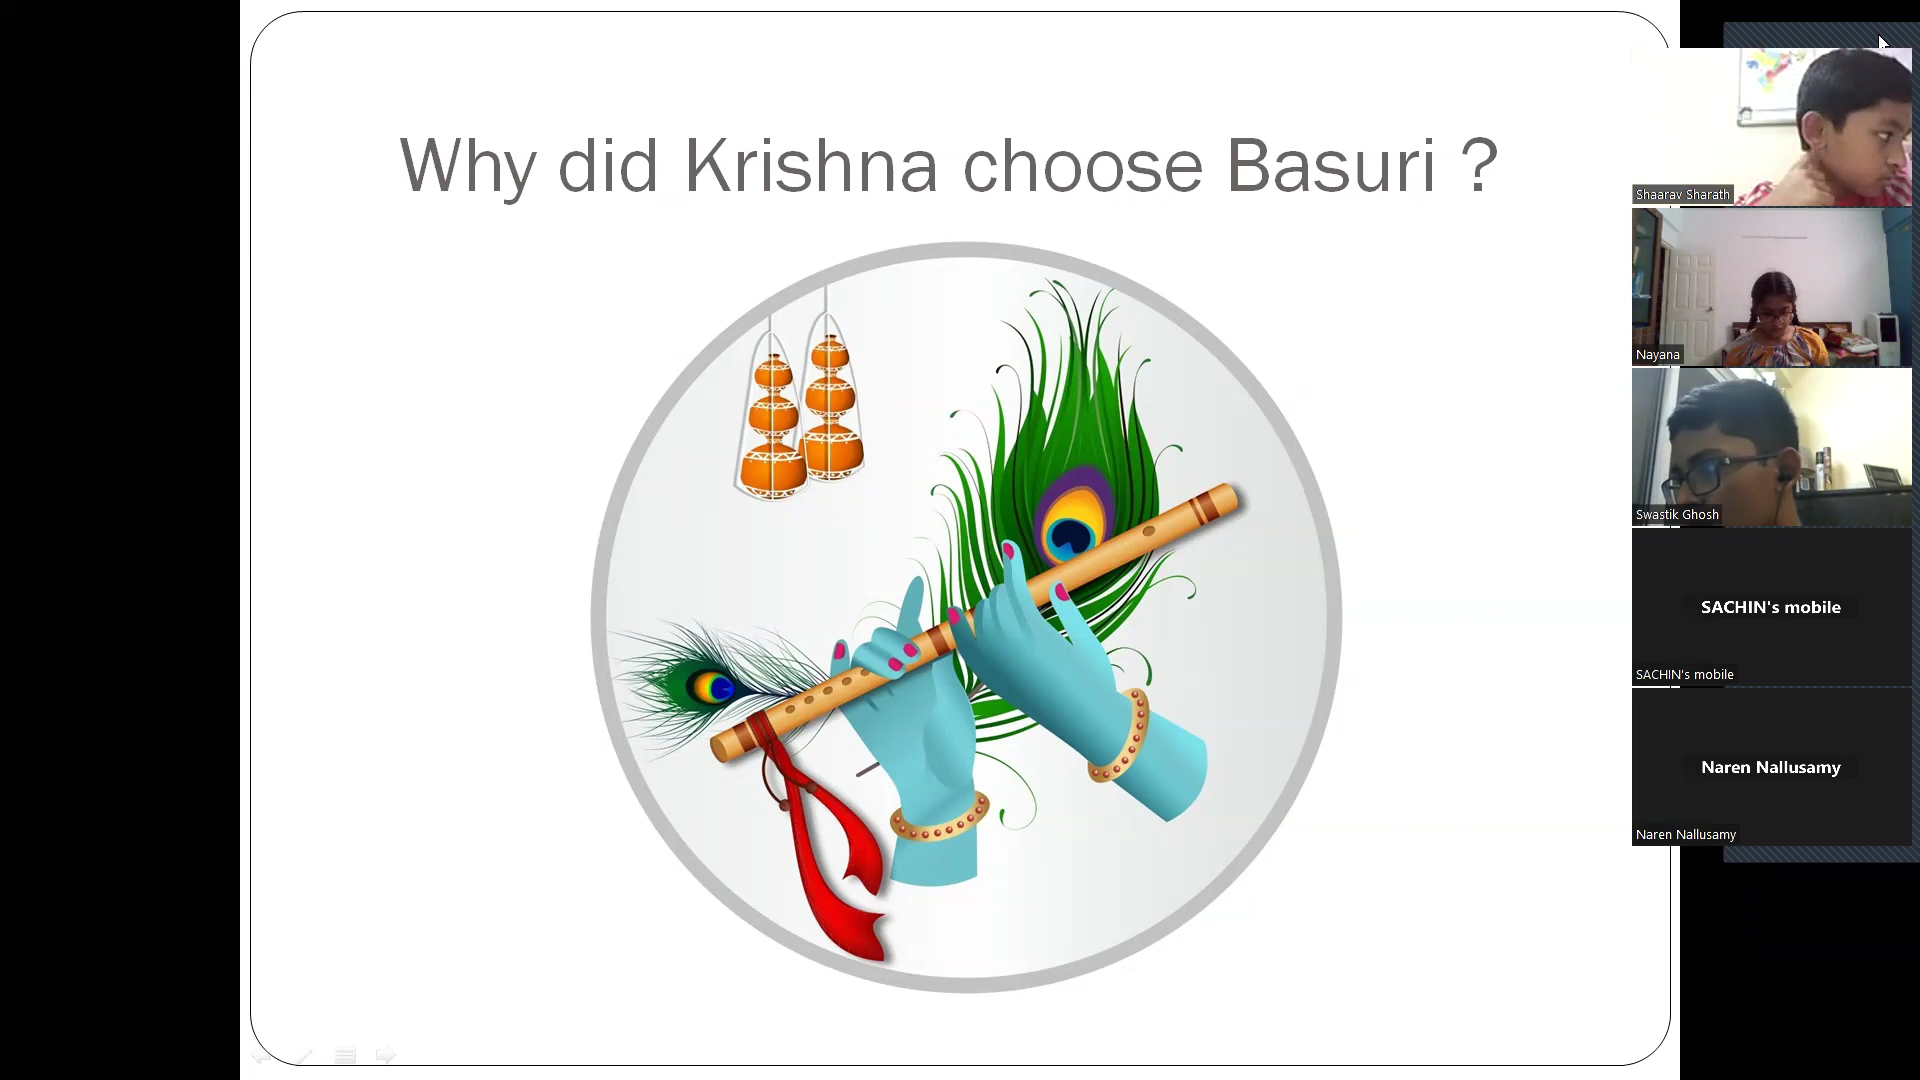 Why did Krishna choose Basuri ?
Shaarav Sharath
Nayana
Swastik Ghosh
SACHIN's mobile
SACHIN's mobile
Naren Nallusamy
Naren Nallusamy